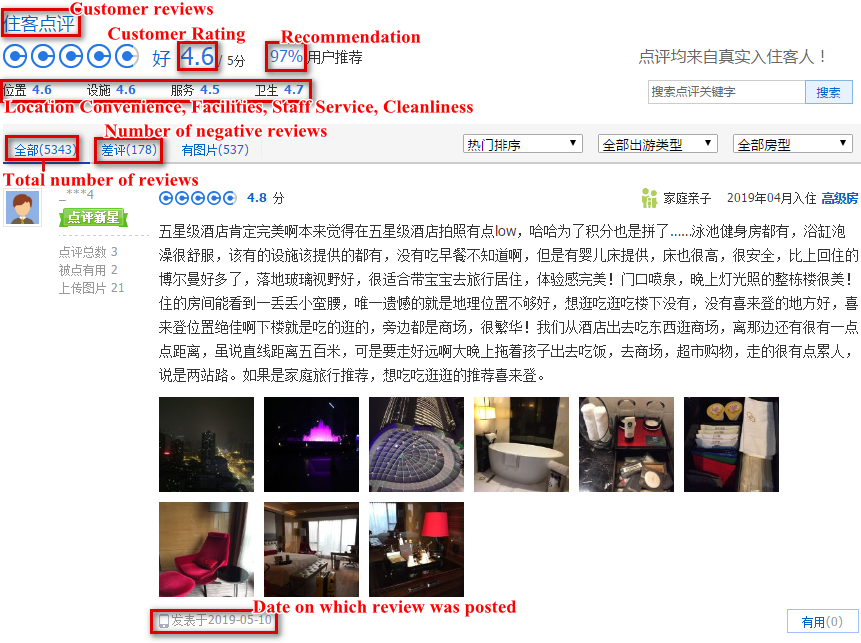 Customer reviews
住客点评
Customer Rating
Recommendation
好 4.6 / 5分 97% 用户推荐
点评均来自真实入住客人！
位置 4.6 设施 4.6 服务 4.5 卫生 4.7
搜索点评关键字 搜索
Location Convenience, Facilities, Staff Service, Cleanliness
Number of negative reviews
全部(5343) 差评(178) 有图片(537) 热门排序 全部出游类型 全部房型
Total number of reviews
_***4
4.8 分 家庭亲子 2019年04月入住 高级房
点评新星
点评总数 3
被点有用 2
上传图片 21
五星级酒店肯定完美啊本来觉得在五星级酒店拍照有点low，哈哈为了积分也是拼了......泳池健身房都有，浴缸泡
澡很舒服，该有的设施该提供的都有，没有吃早餐不知道啊，但是有婴儿床提供，床也很高，很安全，比上回住的
博尔曼好多了，落地玻璃视野好，很适合带宝宝去旅行居住，体验感完美！门口喷泉，晚上灯光照的整栋楼很美！
住的房间能看到一丢丢小蛮腰，唯一遗憾的就是地理位置不够好，想逛吃逛吃楼下没有，没有喜来登的地方好，喜
来登位置绝佳啊下楼就是吃的逛的，旁边都是商场，很繁华！我们从酒店出去吃东西逛商场，离那边还有很有一点
点距离，虽说直线距离五百米，可是要走好远啊大晚上拖着孩子出去吃饭，去商场，超市购物，走的很有点累人，
说是两站路。如果是家庭旅行推荐，想吃吃逛逛的推荐喜来登。
Date on which review was posted
发表于2019-05-10
有用(0)